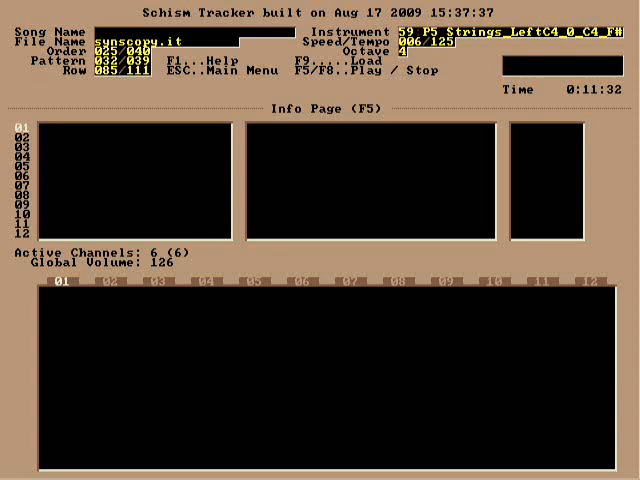 Schism Tracker built on Aug 17 2009 15:37:37
Song Name Instrument 59 P5 Strings_LeftC4_0_C4_F#
File Name synscopy.it Speed/Tempo 006/125
Order 025/040 Octave 4
Pattern 032/039 F1...Help F9.....Load
Row 085/111 ESC..Main Menu F5/F8..Play / Stop
Time 0:11:32
Info Page (F5)
01
02
03
04
05
06
07
08
09
10
11
12
Active Channels: 6 (6)
Global Volume: 126
01 02 03 04 05 06 07 08 09 10 11 12